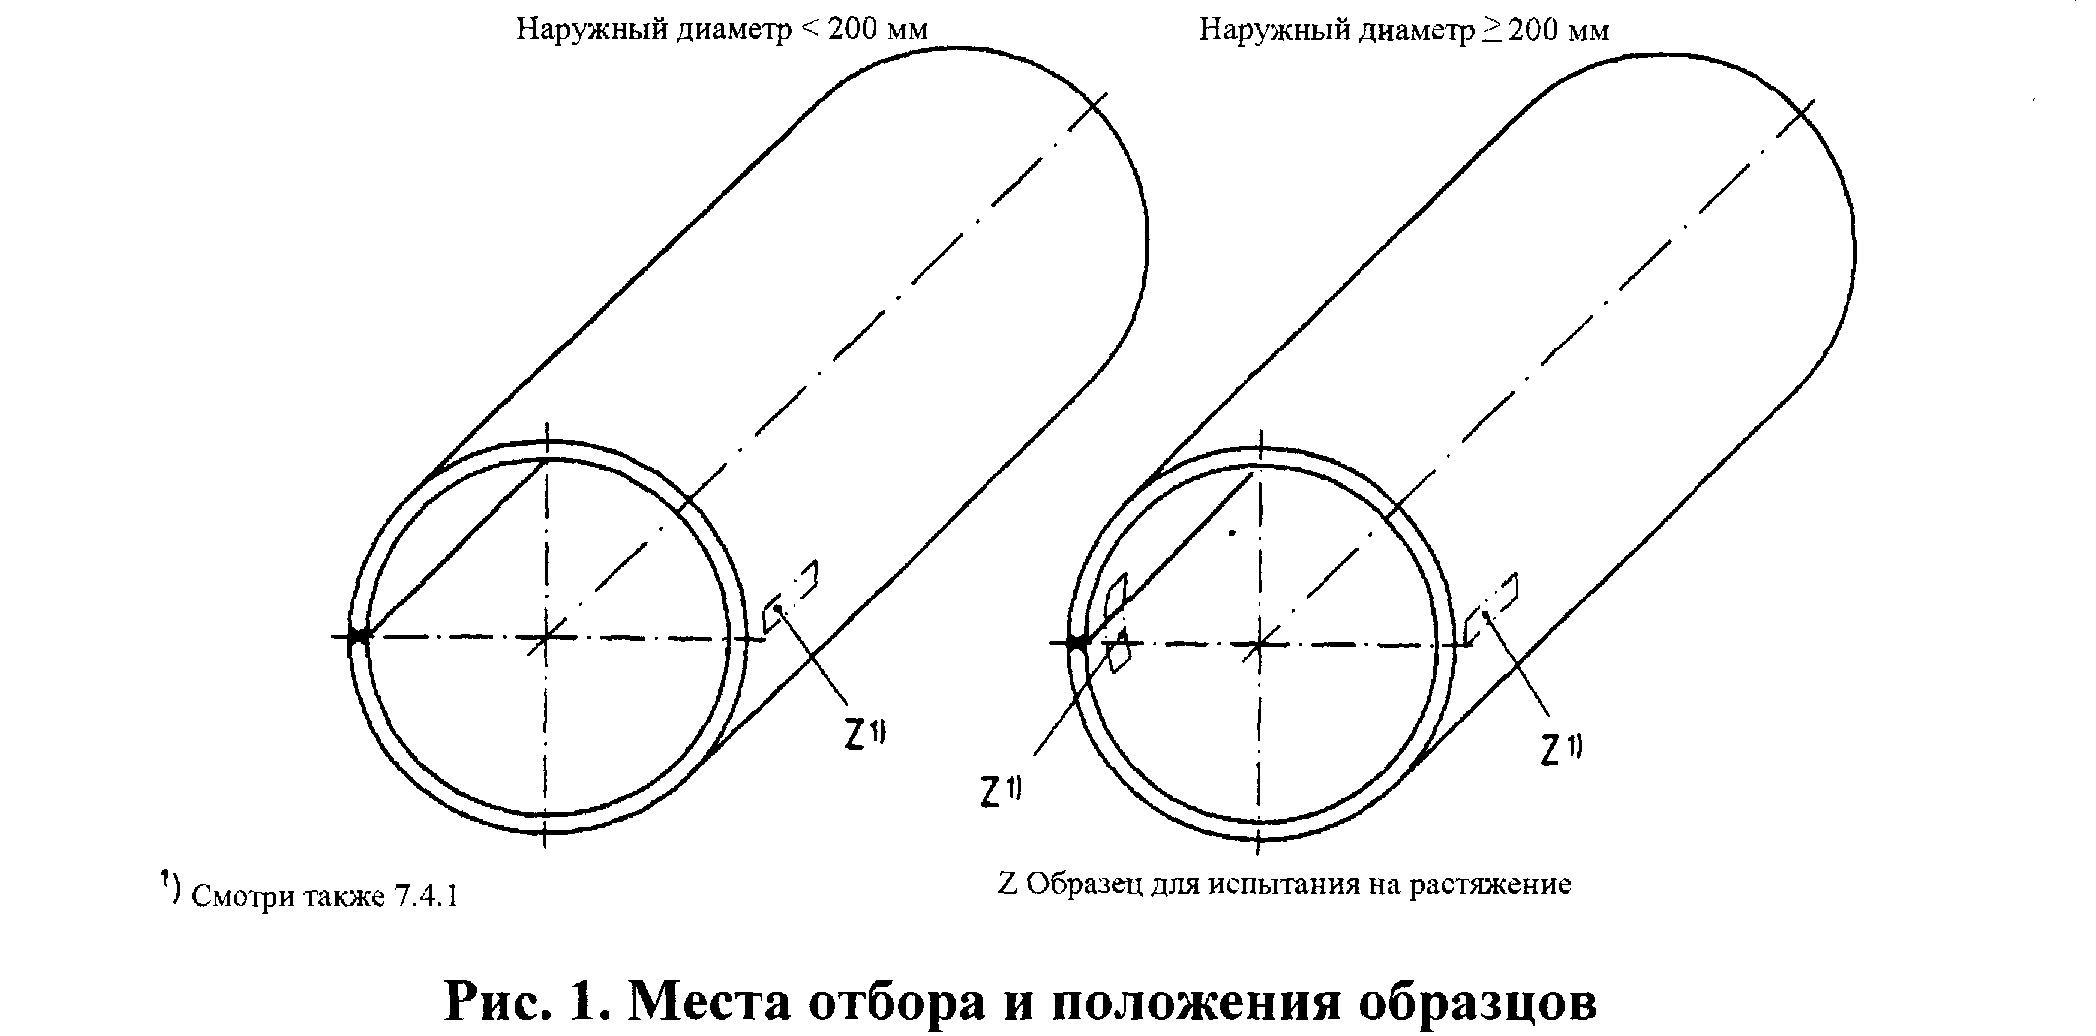 Наружный диаметр < 200 мм
Наружный диаметр ≥ 200 мм
Z 1)
Z 1)
Z 1)
1) Смотри также 7.4.1
Z Образец для испытания на растяжение
Рис. 1. Места отбора и положения образцов